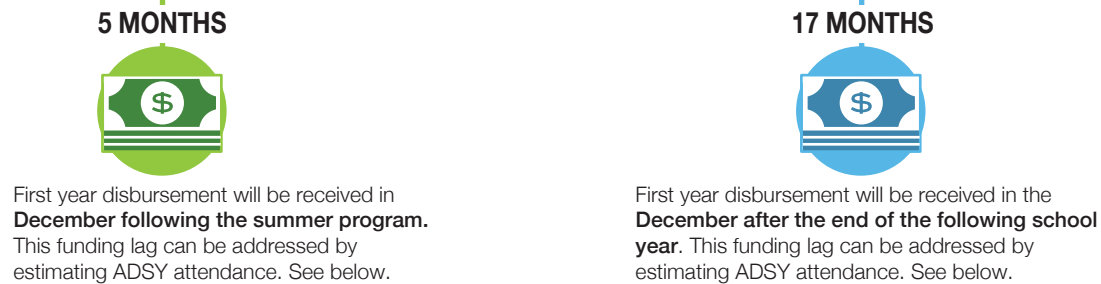 5 MONTHS
$
First year disbursement will be received in
December following the summer program.
This funding lag can be addressed by
estimating ADSY attendance. See below.
17 MONTHS
$
First year disbursement will be received in the
December after the end of the following school
year. This funding lag can be addressed by
estimating ADSY attendance. See below.